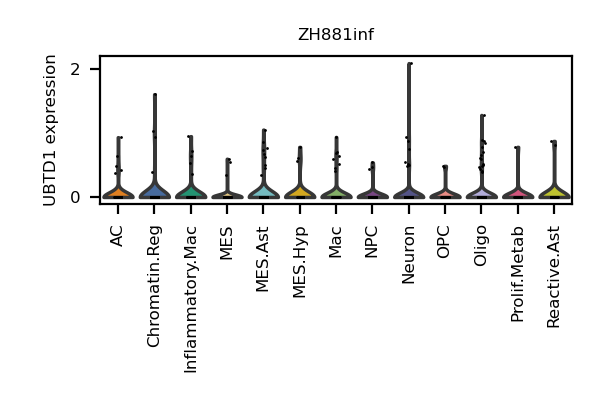 ZH881inf
UBTD1 expression
2
0
AC
Chromatin.Reg
Inflammatory.Mac
MES
MES.Ast
MES.Hyp
Mac
NPC
Neuron
OPC
Oligo
Prolif.Metab
Reactive.Ast